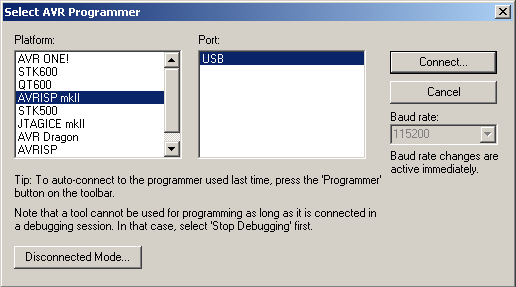 Select AVR Programmer
Platform:
Port:
AVR ONE!
STK600
QT600
AVRISP mkII
STK500
JTAGICE mkII
AVR Dragon
AVRISP
USB
Connect...
Cancel
Baud rate:
115200
Baud rate changes are
active immediately.
Tip: To auto-connect to the programmer used last time, press the 'Programmer'
button on the toolbar.
Note that a tool cannot be used for programming as long as it is connected in
a debugging session. In that case, select 'Stop Debugging' first.
Disconnected Mode...